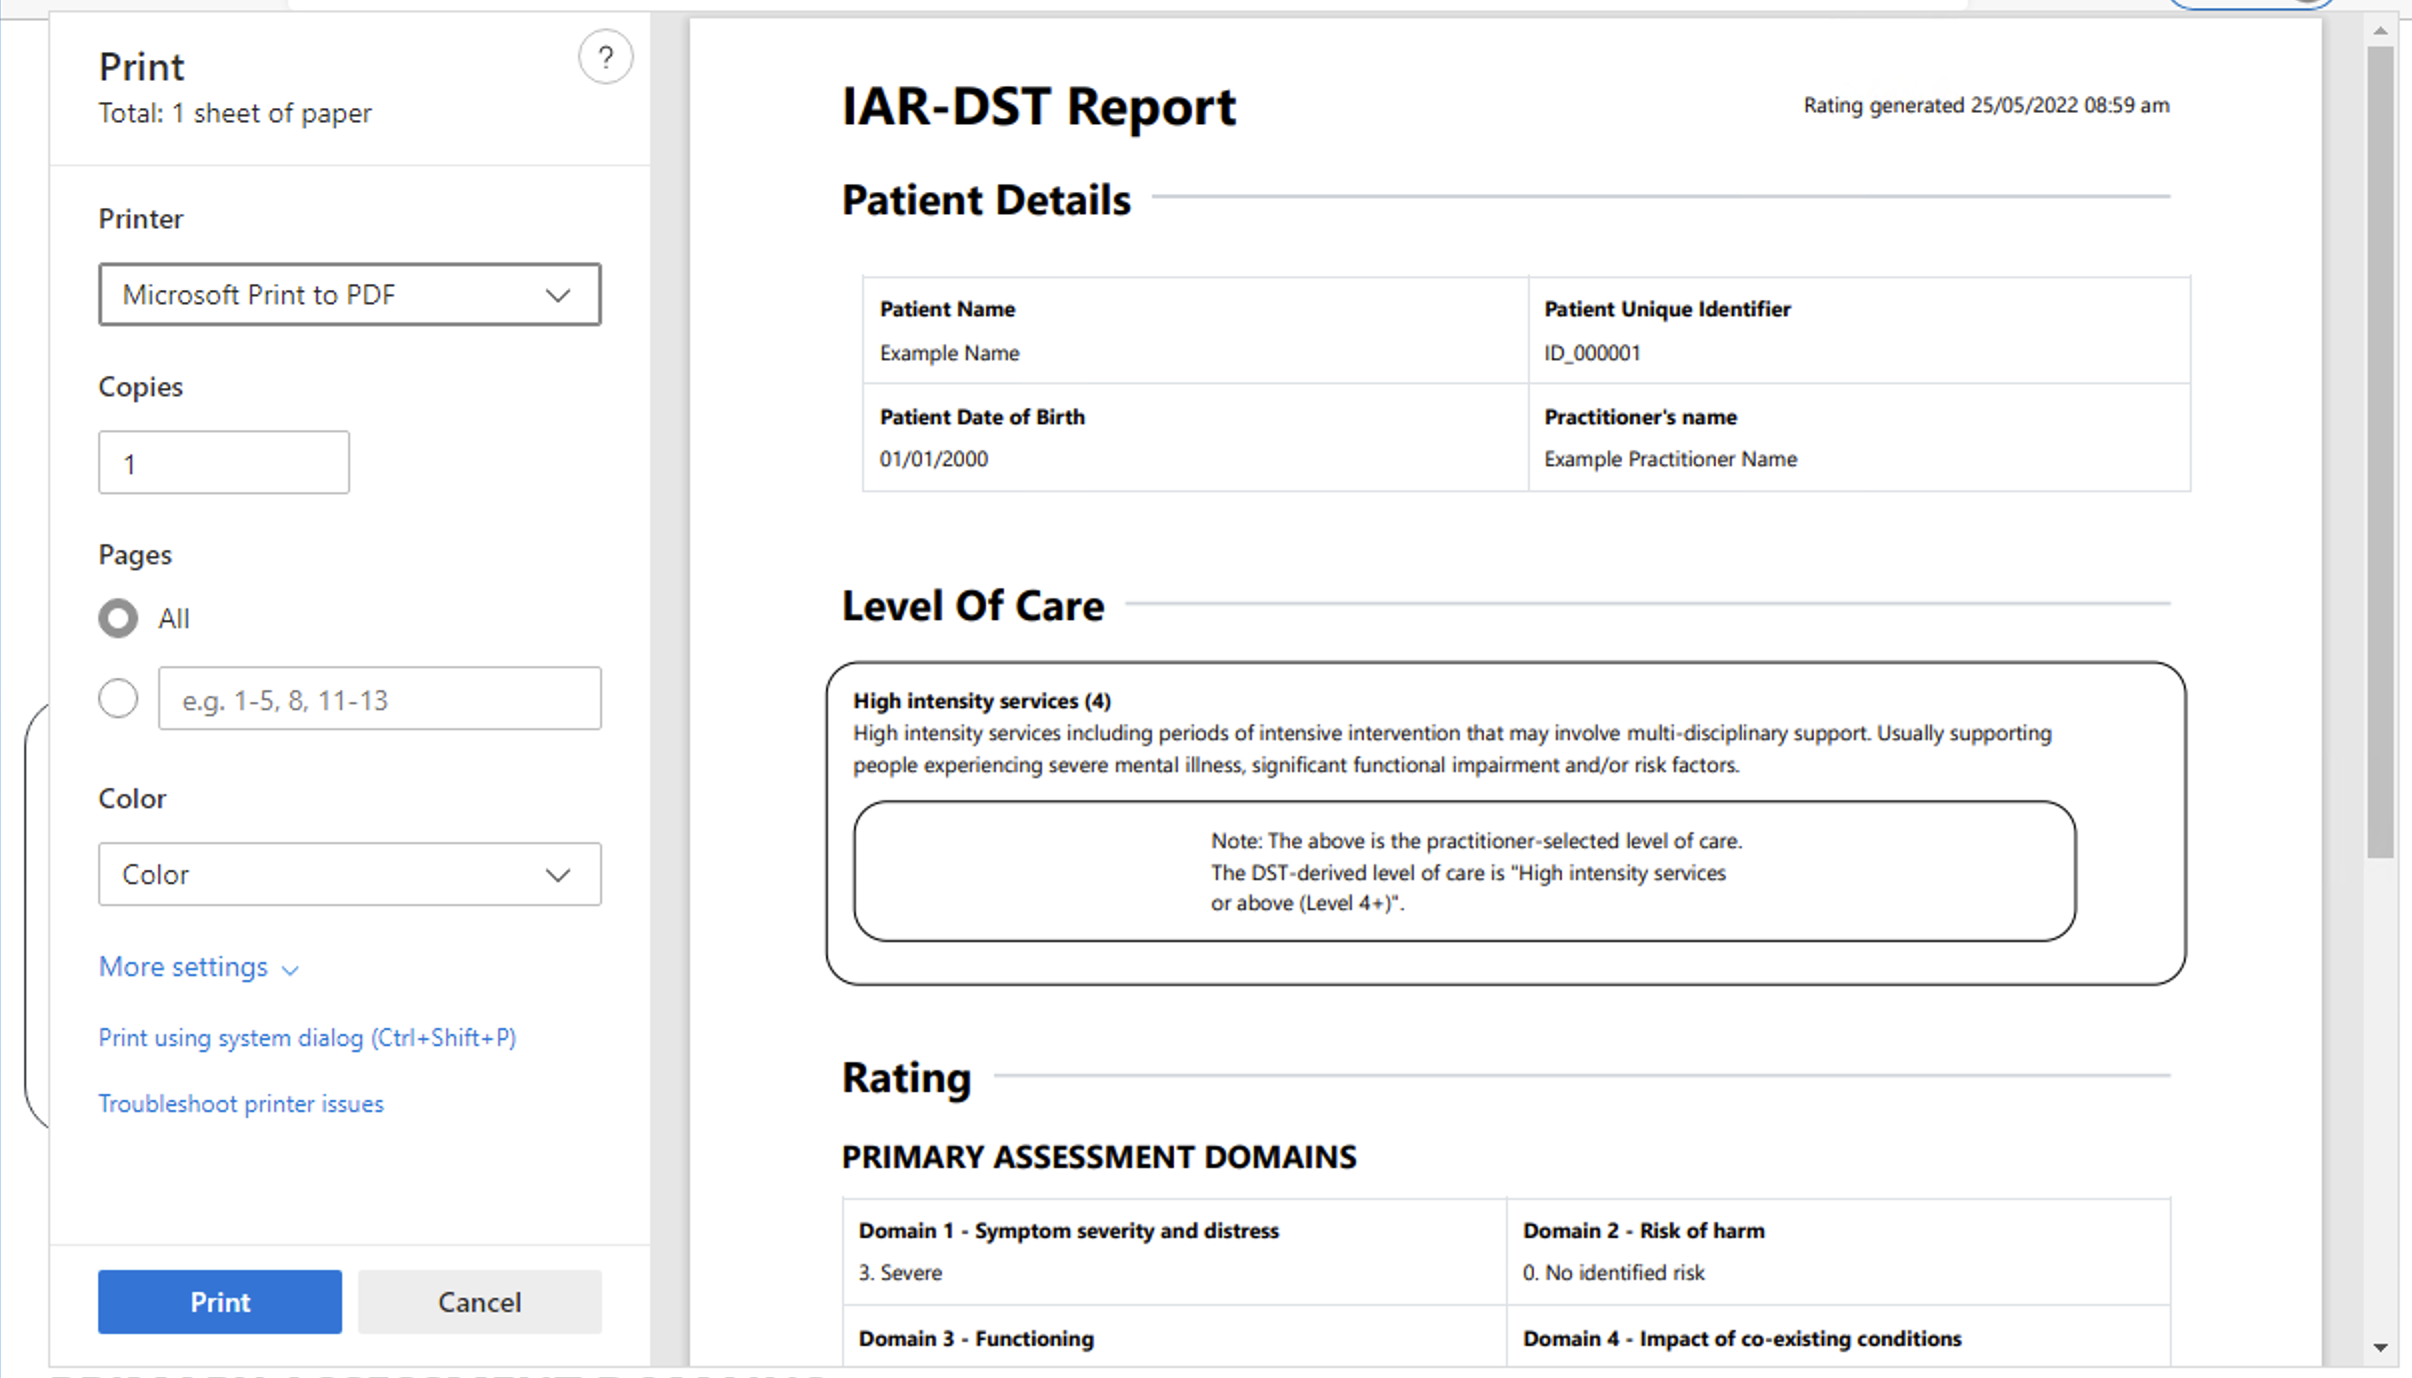 Print
Total: 1 sheet of paper
?
Printer
Microsoft Print to PDF
Copies
1
Pages
All
e.g. 1-5, 8, 11-13
Color
Color
More settings
Print using system dialog (Ctrl+Shift+P)
Troubleshoot printer issues
Print
Cancel
IAR-DST Report
Rating generated 25/05/2022 08:59 am
Patient Details
Patient Name
Example Name
Patient Unique Identifier
ID_000001
Patient Date of Birth
01/01/2000
Practitioner's name
Example Practitioner Name
Level Of Care
High intensity services (4)
High intensity services including periods of intensive intervention that may involve multi-disciplinary support. Usually supporting
people experiencing severe mental illness, significant functional impairment and/or risk factors.
Note: The above is the practitioner-selected level of care.
The DST-derived level of care is "High intensity services
or above (Level 4+)".
Rating
PRIMARY ASSESSMENT DOMAINS
Domain 1 - Symptom severity and distress
3. Severe
Domain 2 - Risk of harm
0. No identified risk
Domain 3 - Functioning
Domain 4 - Impact of co-existing conditions